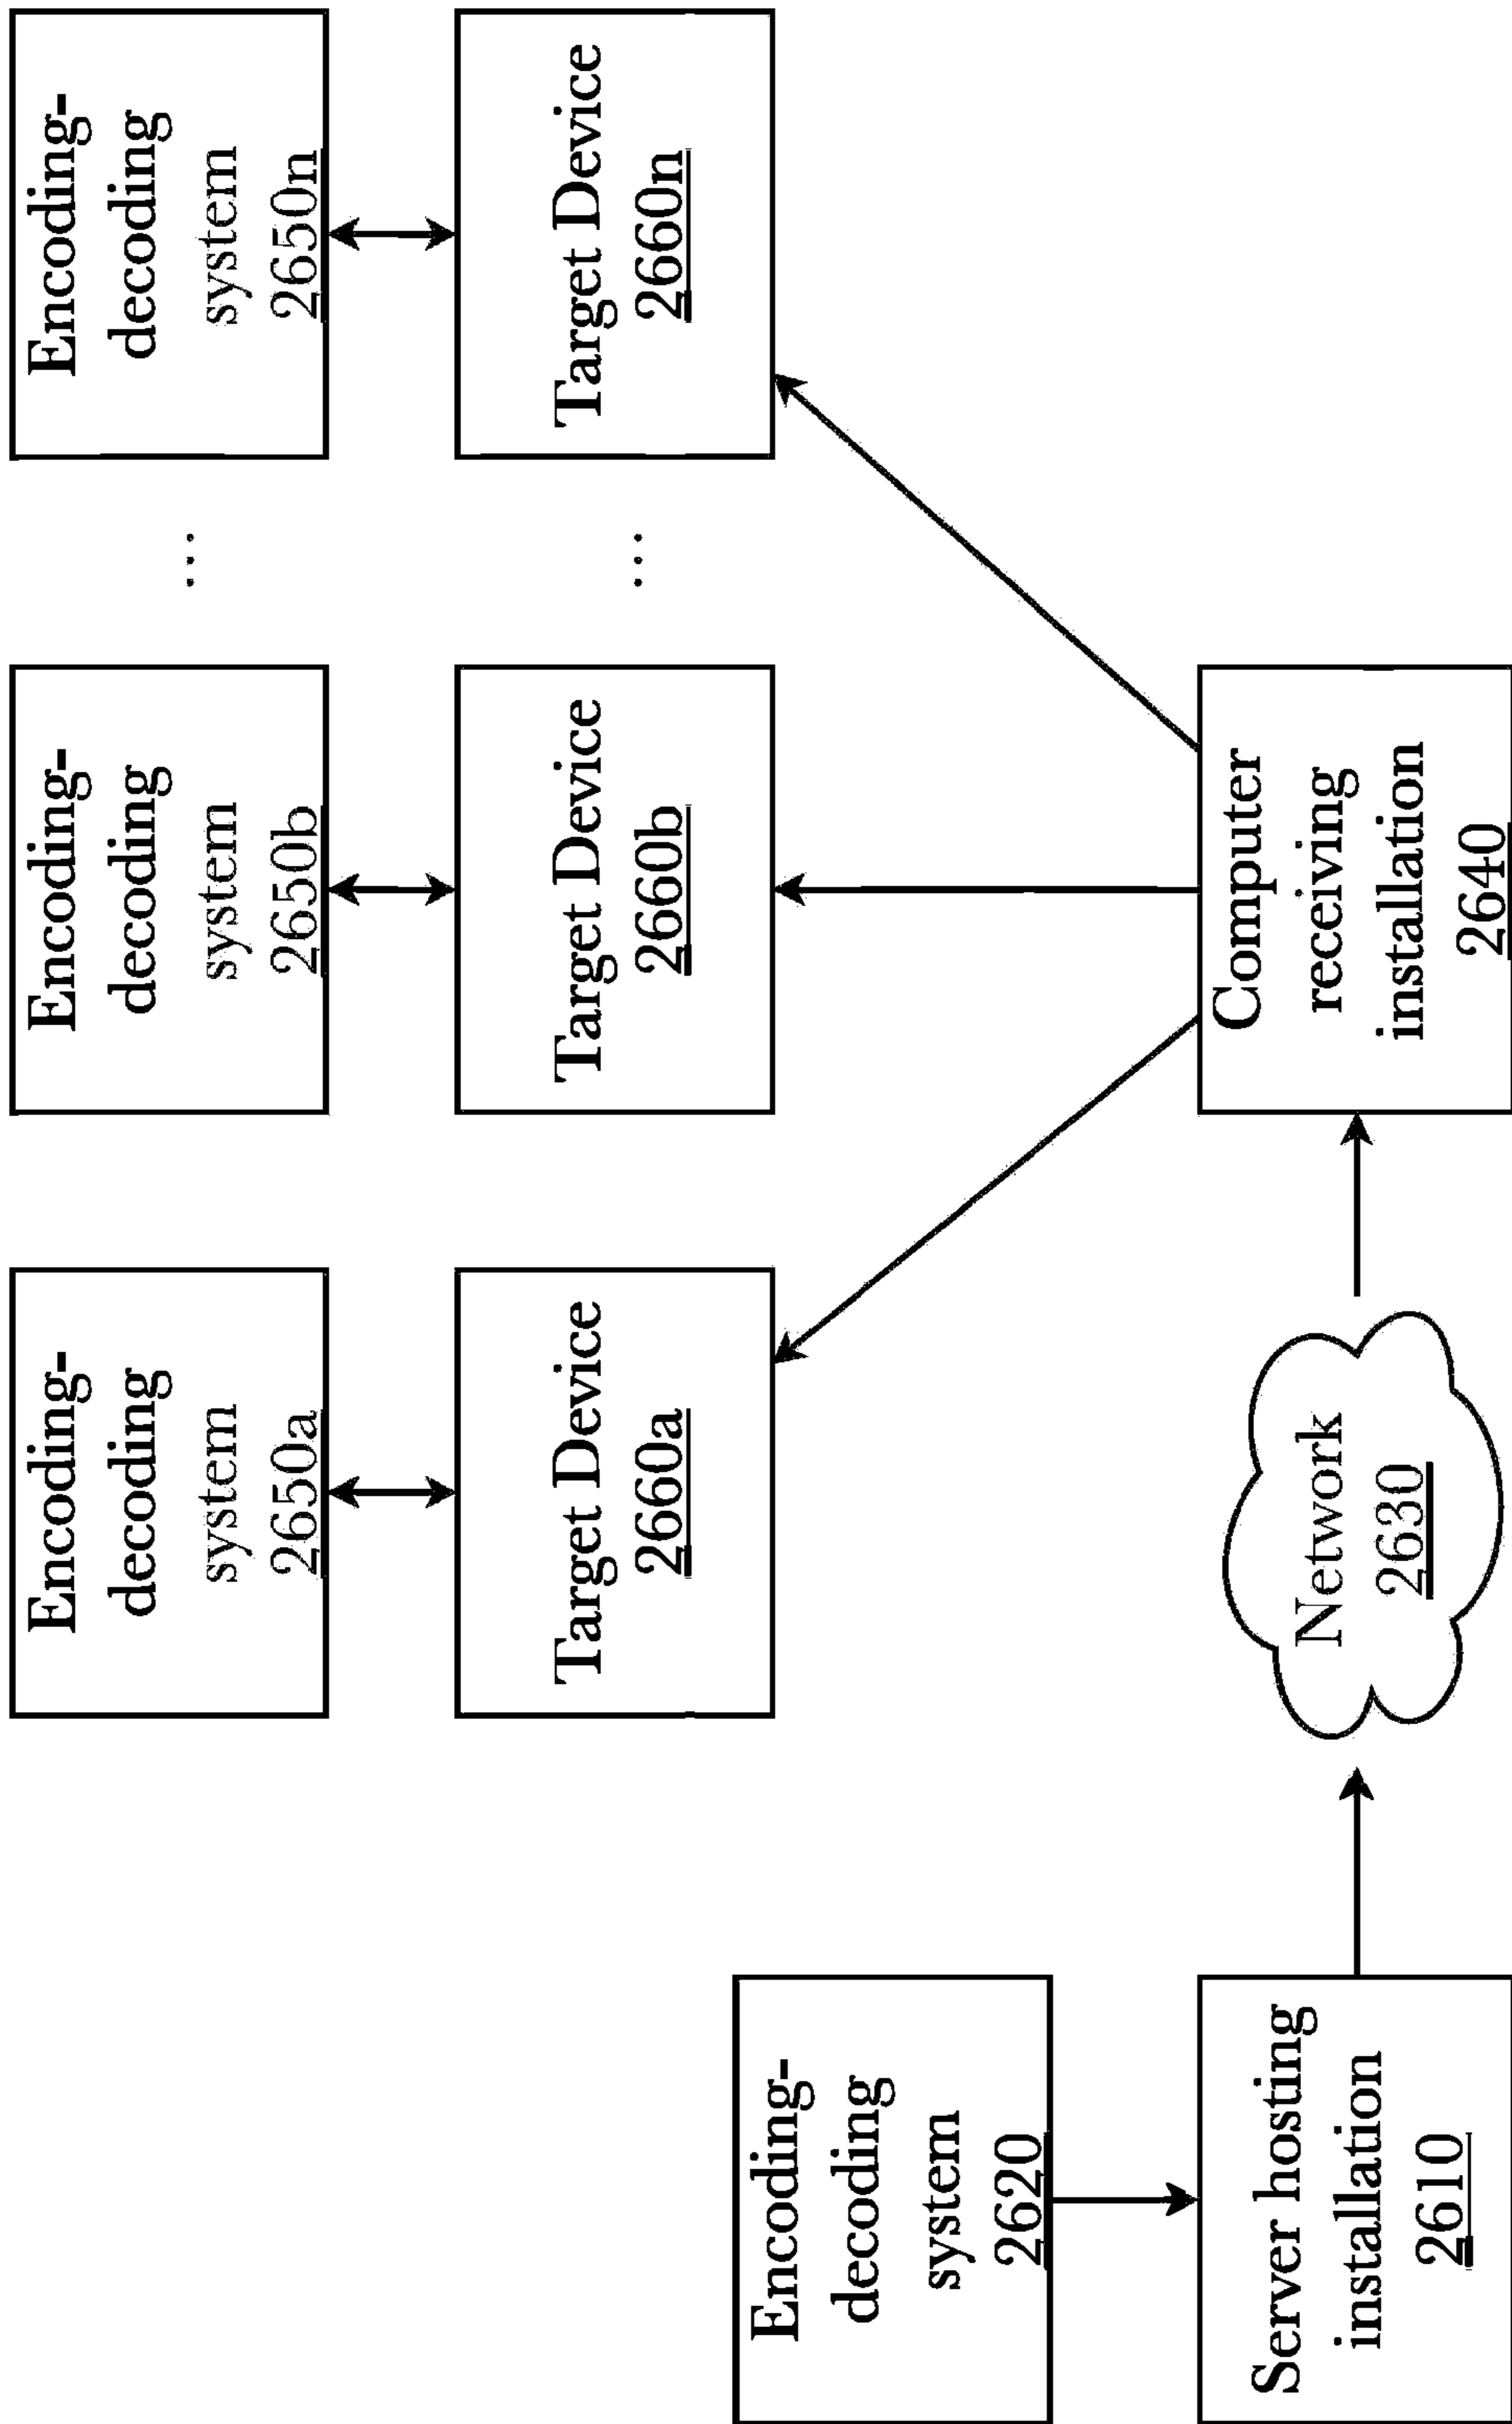 Encoding-
decoding
system
2650a
Encoding-
decoding
system
2650b
...
Encoding-
decoding
system
2650n
Target Device
2660a
Target Device
2660b
...
Target Device
2660n
Encoding-
decoding
system
2620
Server hosting
installation
2610
Network
2630
Computer
receiving
installation
2640